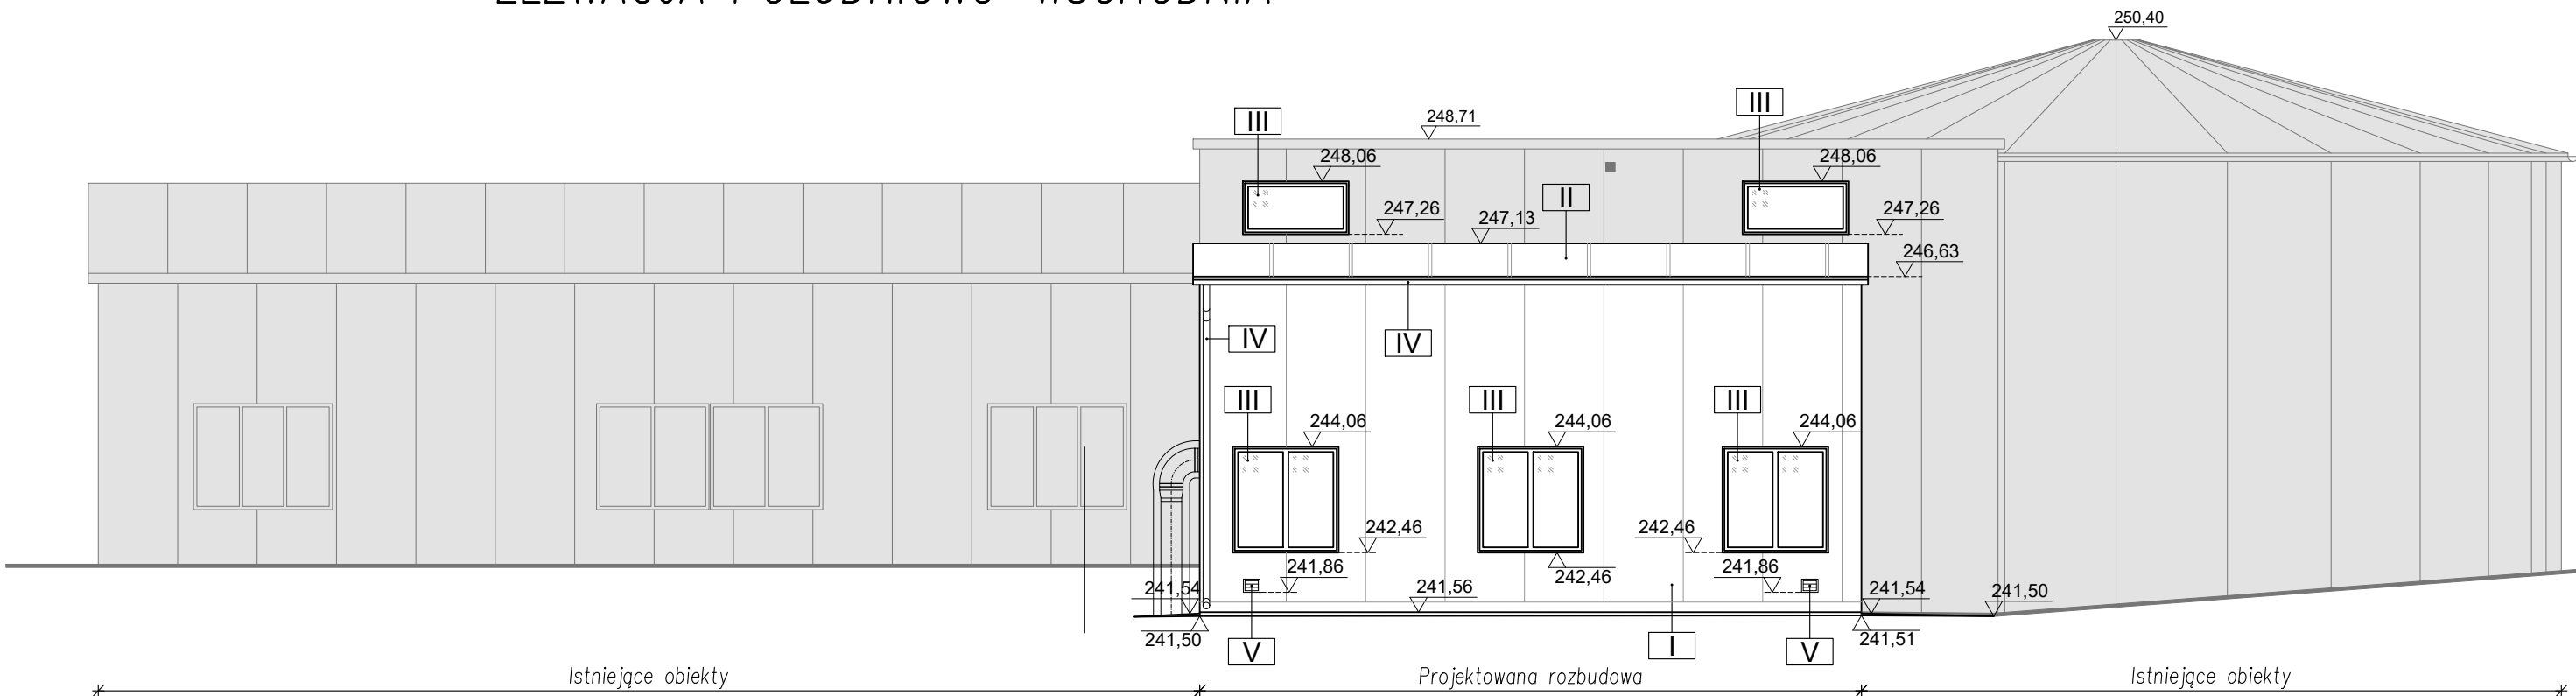 250,40
III
III
248,71
248,06
248,06
II
247,26
247,13
247,26
246,63
IV
IV
III
III
III
244,06
244,06
244,06
242,46
242,46
241,86
242,46
241,86
241,54
241,56
241,54
241,50
241,50
V
I
V
241,51
Istniejące obiekty
Projektowana rozbudowa
Istniejące obiekty